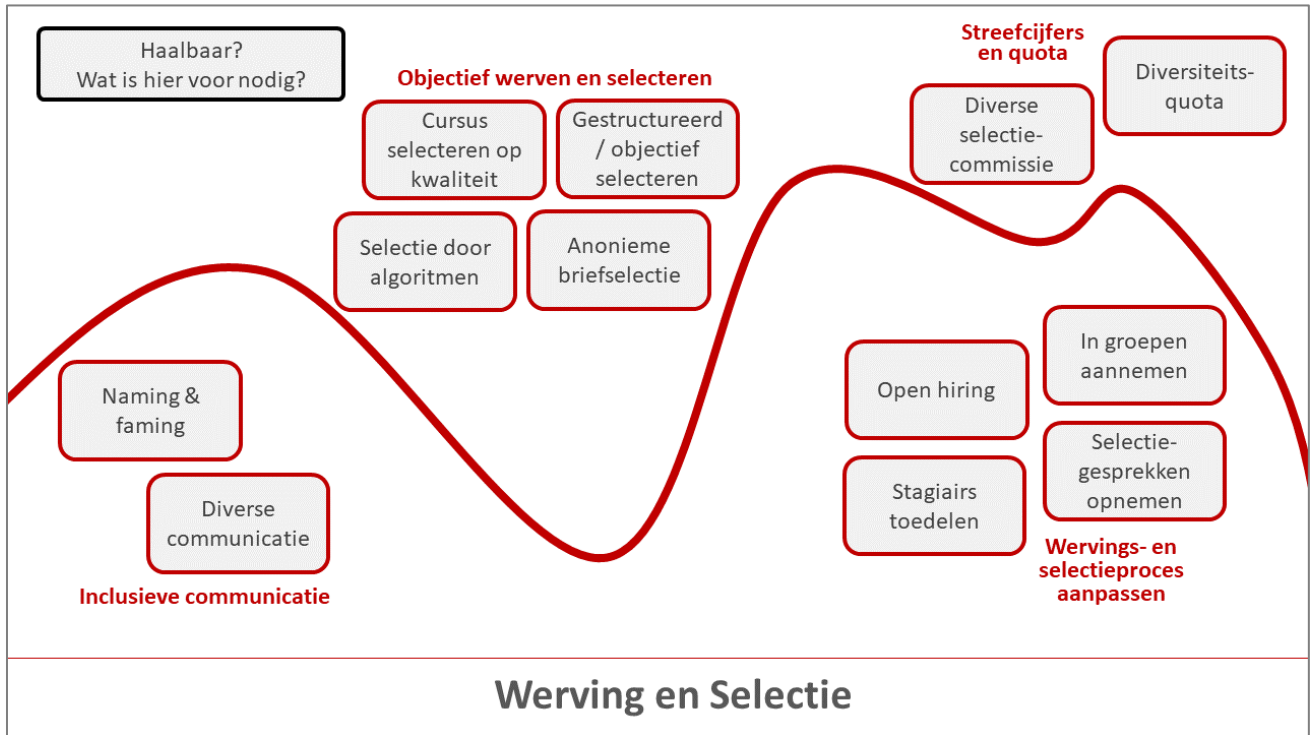 Haalbaar?
Wat is hier voor nodig?
Objectief werven en selecteren
Cursus
selecteren op
kwaliteit
Gestructureerd
/ objectief
selecteren
Selectie door
algoritmen
Anonieme
briefselectie
Streefcijfers
en quota
Diverse
selectie-
commissie
Diversiteits-
quota
Naming &
faming
Diverse
communicatie
Inclusieve communicatie
Open hiring
In groepen
aannemen
Stagiairs
toedelen
Selectie-
gesprekken
opnemen
Wervings- en
selectieproces
aanpassen
Werving en Selectie